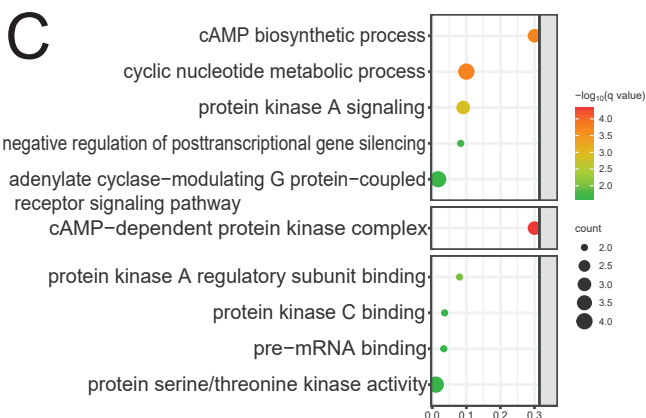 C
cAMP biosynthetic process
cyclic nucleotide metabolic process
protein kinase A signaling
negative regulation of posttranscriptional gene silencing
adenylate cyclase−modulating G protein−coupled
receptor signaling pathway
cAMP−dependent protein kinase complex
protein kinase A regulatory subunit binding
protein kinase C binding
pre−mRNA binding
protein serine/threonine kinase activity
0.0 0.1 0.2 0.3
−log₁₀(q value)
4.0
3.5
3.0
2.5
2.0
count
2.0
2.5
3.0
3.5
4.0